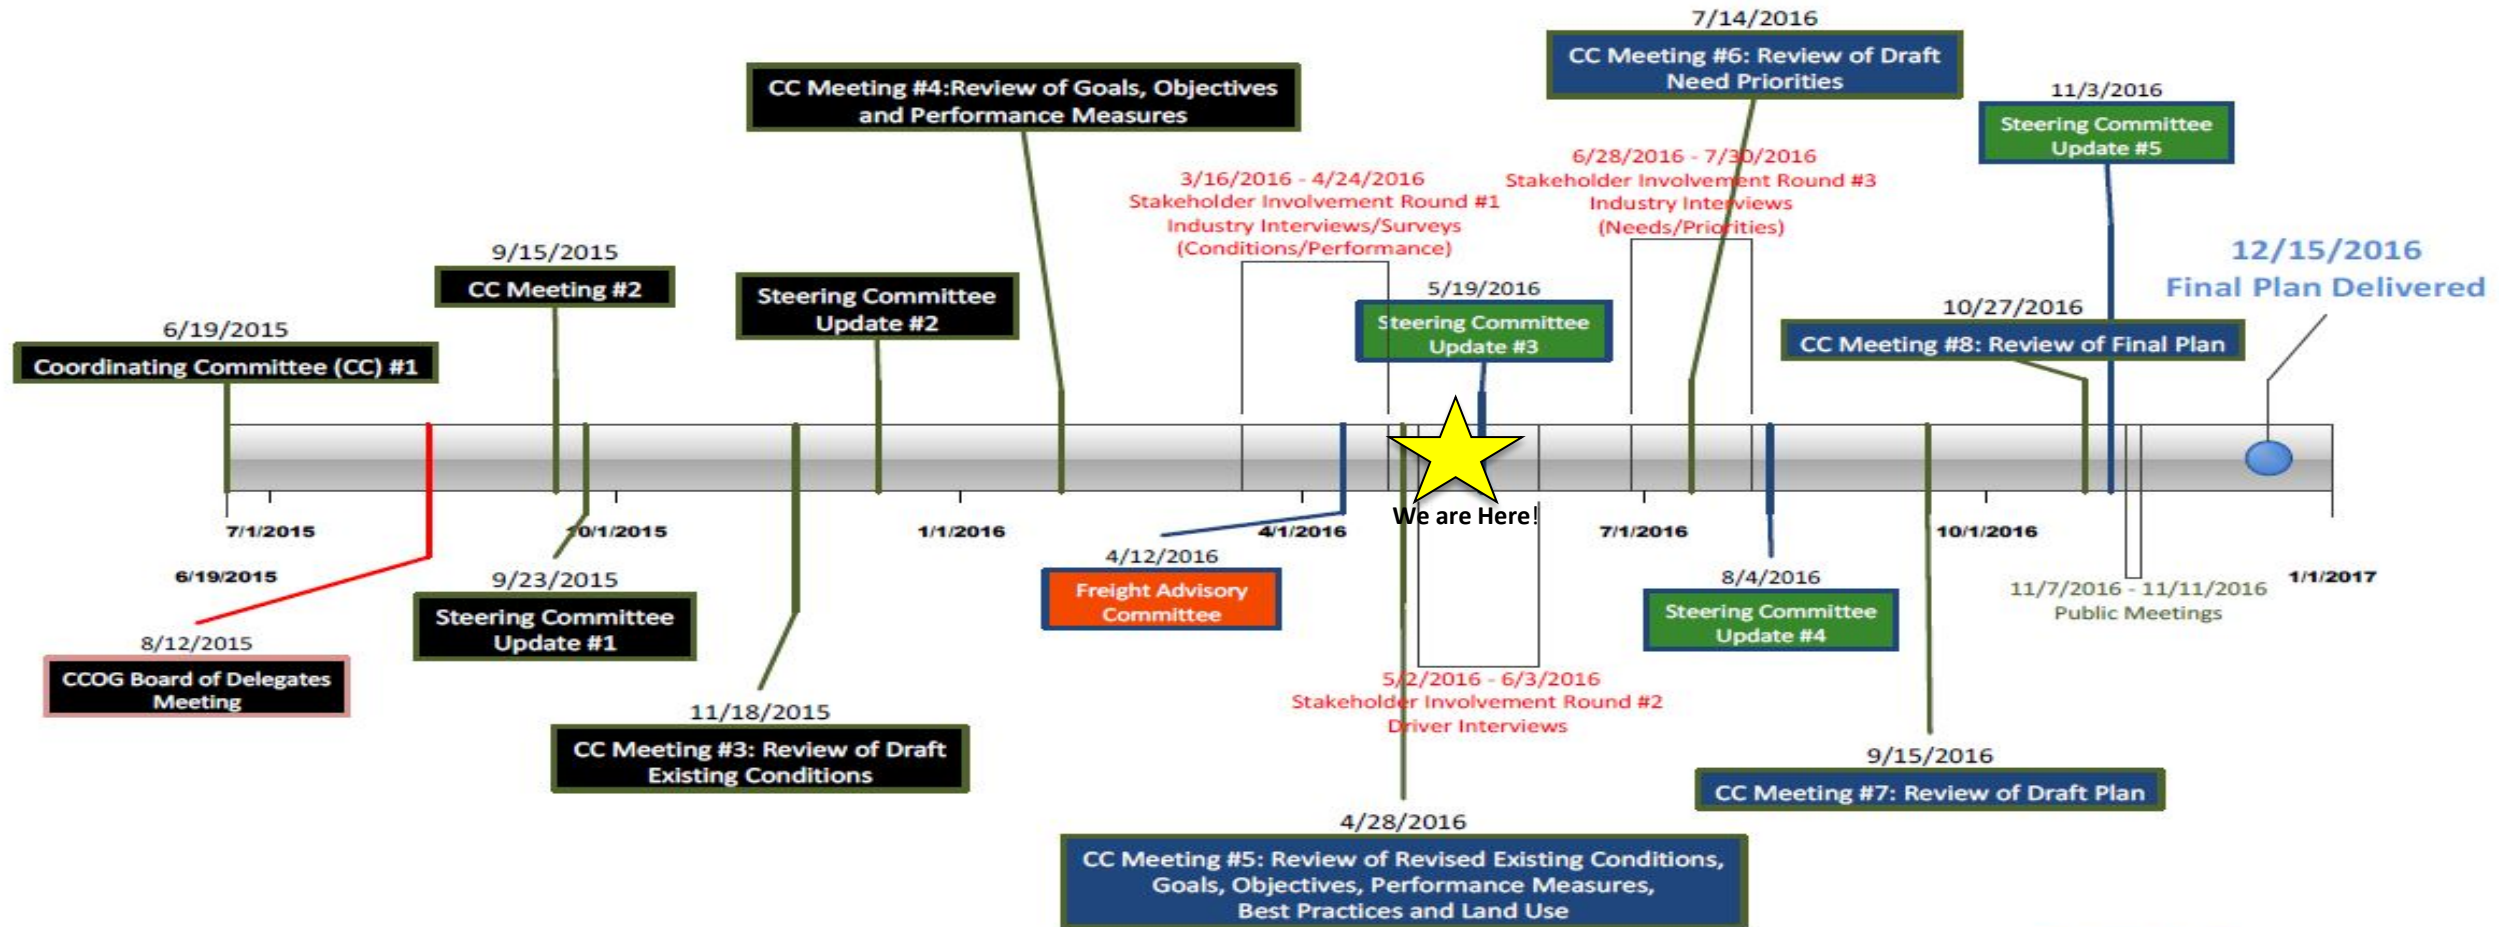 7/14/2016
CC Meeting #6: Review of Draft
Need Priorities
CC Meeting #4:Review of Goals, Objectives
and Performance Measures
11/3/2016
Steering Committee
Update #5
6/28/2016 - 7/30/2016
Stakeholder Involvement Round #3
Industry Interviews
(Needs/Priorities)
3/16/2016 - 4/24/2016
Stakeholder Involvement Round #1
Industry Interviews/Surveys
(Conditions/Performance)
9/15/2015
CC Meeting #2
12/15/2016
Final Plan Delivered
Steering Committee
Update #2
5/19/2016
Steering Committee
Update #3
10/27/2016
CC Meeting #8: Review of Final Plan
6/19/2015
Coordinating Committee (CC) #1
We are Here!
7/1/2015
10/1/2015
1/1/2016
4/1/2016
7/1/2016
10/1/2016
6/19/2015
1/1/2017
4/12/2016
Freight Advisory
Committee
9/23/2015
Steering Committee
Update #1
8/4/2016
Steering Committee
Update #4
11/7/2016 - 11/11/2016
Public Meetings
8/12/2015
CCOG Board of Delegates
Meeting
5/2/2016 - 6/3/2016
Stakeholder Involvement Round #2
Driver Interviews
11/18/2015
CC Meeting #3: Review of Draft
Existing Conditions
9/15/2016
CC Meeting #7: Review of Draft Plan
4/28/2016
CC Meeting #5: Review of Revised Existing Conditions,
Goals, Objectives, Performance Measures,
Best Practices and Land Use